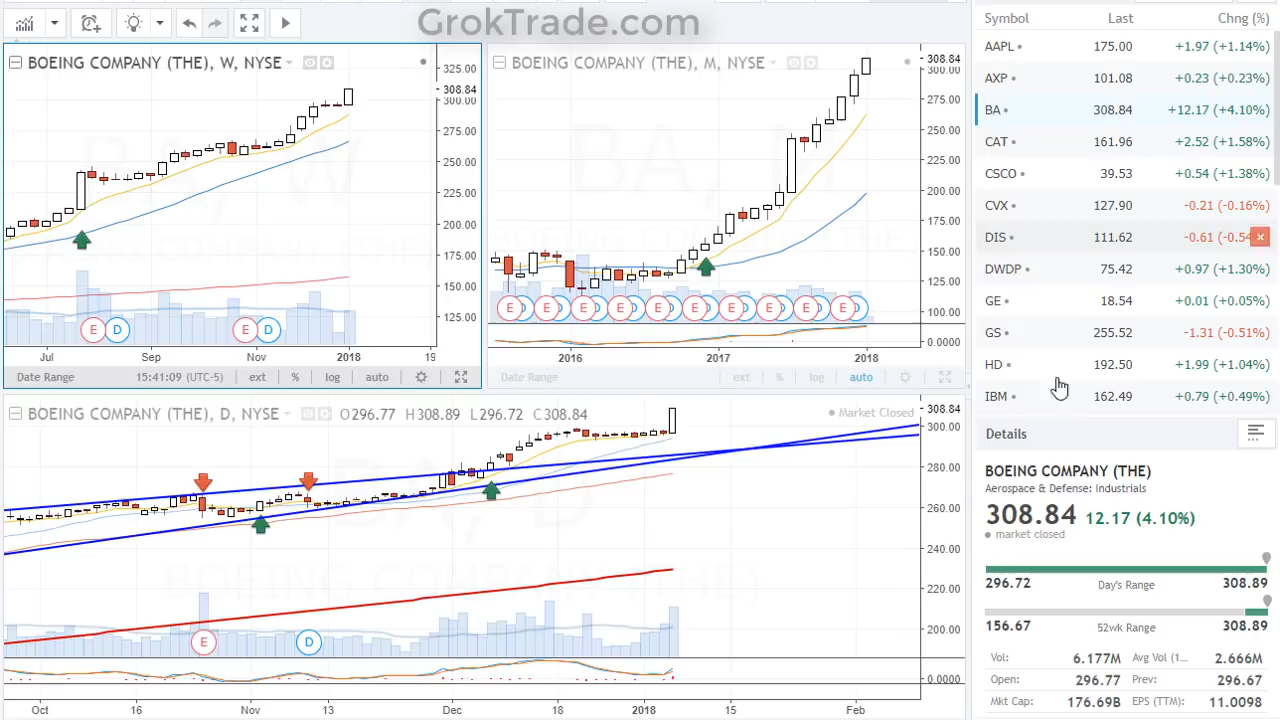 GrokTrade.com
BOEING COMPANY (THE), W, NYSE
325.00
308.84
300.00
275.00
250.00
225.00
200.00
175.00
150.00
125.00
E D E D
Jul Sep Nov 2018 19
Date Range 15:41:09 (UTC-5) ext % log auto
BOEING COMPANY (THE), M, NYSE
308.84
300.00
275.00
250.00
225.00
200.00
175.00
150.00
125.00
100.00
E E E E E E E E E D
0.0000
2016 2017 2018
Date Range ext % log auto
BOEING COMPANY (THE), D, NYSE O296.77 H308.89 L296.72 C308.84
Market Closed
308.84
300.00
280.00
260.00
240.00
220.00
200.00
E D
0.0000
Oct 16 Nov 13 Dec 18 2018 15 Feb
Symbol Last Chng (%)
AAPL 175.00 +1.97 (+1.14%)
AXP 101.08 +0.23 (+0.23%)
BA 308.84 +12.17 (+4.10%)
CAT 161.96 +2.52 (+1.58%)
CSCO 39.53 +0.54 (+1.38%)
CVX 127.90 -0.21 (-0.16%)
DIS 111.62 -0.61 (-0.54
DWDP 75.42 +0.97 (+1.30%)
GE 18.54 +0.01 (+0.05%)
GS 255.52 -1.31 (-0.51%)
HD 192.50 +1.99 (+1.04%)
IBM 162.49 +0.79 (+0.49%)
Details
BOEING COMPANY (THE)
Aerospace & Defense: Industrials
308.84 12.17 (4.10%)
market closed
296.72 Day's Range 308.89
156.67 52wk Range 308.89
Vol: 6.177M Avg Vol (1... 2.666M
Open: 296.77 Prev: 296.67
Mkt Cap: 176.69B EPS (TTM): 11.0098